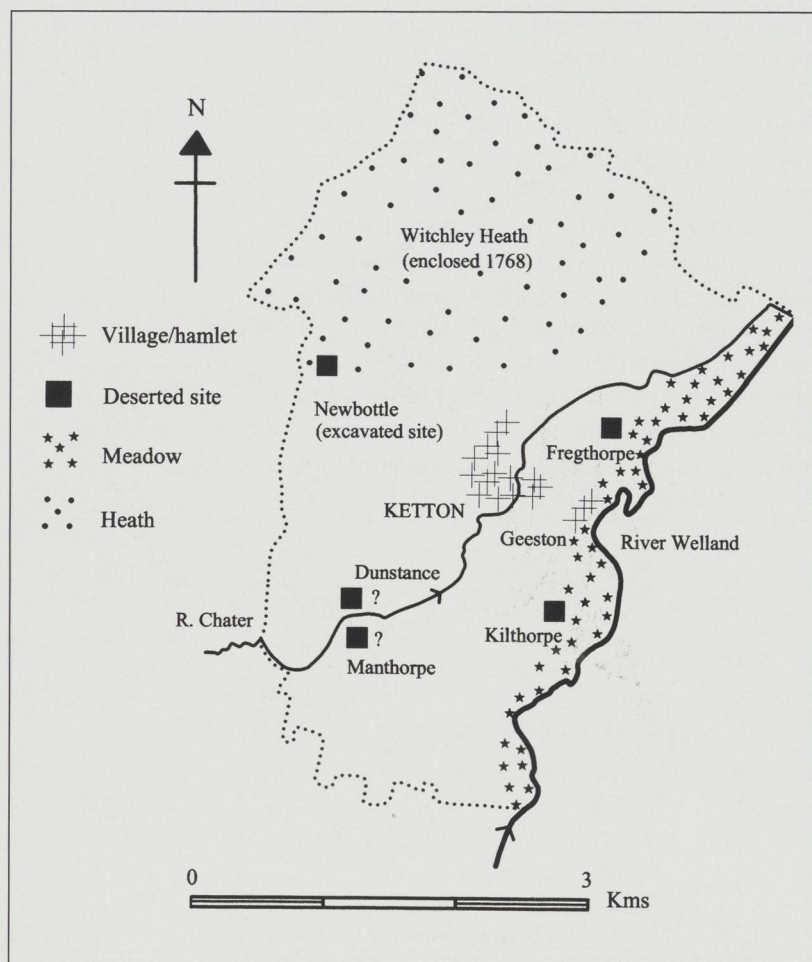 N
Witchley Heath
(enclosed 1768)
Village/hamlet
Deserted site
Meadow
Heath
Newbottle
(excavated site)
Fregthorpe
KETTON
Geeston
River Welland
Dunstance
?
R. Chater
?
Manthorpe
Kilthorpe
0
3
Kms